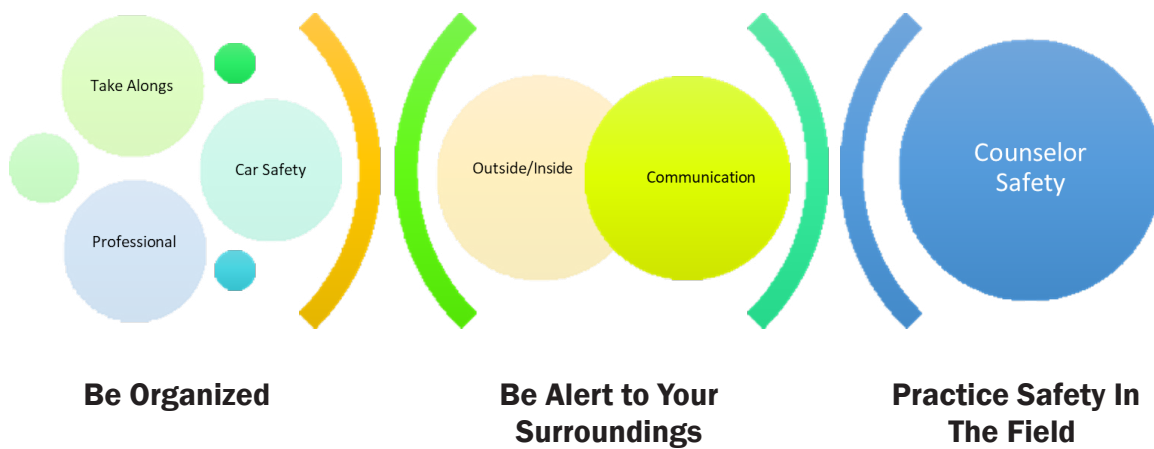 Take Alongs
Car Safety
Professional
Outside/Inside
Communication
Counselor
Safety
Be Organized
Be Alert to Your
Surroundings
Practice Safety In
The Field